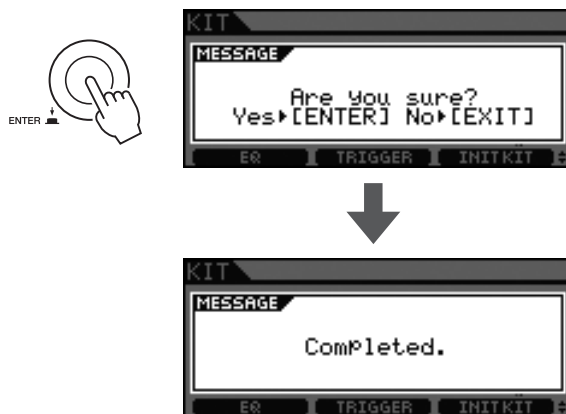 KIT
MESSAGE
Are you sure?
Yes▸[ENTER] No▸[EXIT]
EQ TRIGGER INITKIT
ENTER
KIT
MESSAGE
Completed.
EQ TRIGGER INITKIT